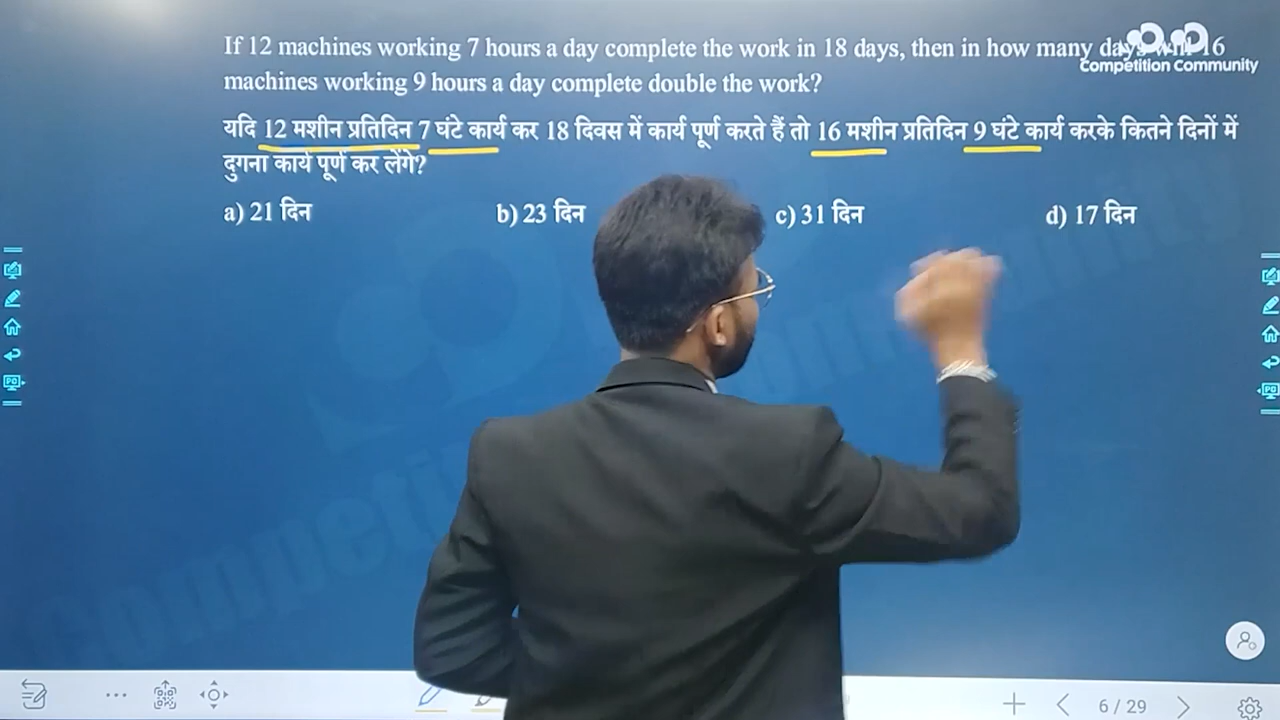 If 12 machines working 7 hours a day complete the work in 18 days, then in how many days will 16
Competition Community
machines working 9 hours a day complete double the work?
यदि 12 मशीन प्रतिदिन 7 घंटे कार्य कर 18 दिवस में कार्य पूर्ण करते हैं तो 16 मशीन प्रतिदिन 9 घंटे कार्य करके कितने दिनों में
दुगना कार्य पूर्ण कर लेंगे?
a) 21 दिन b) 23 दिन c) 31 दिन d) 17 दिन
6 / 29